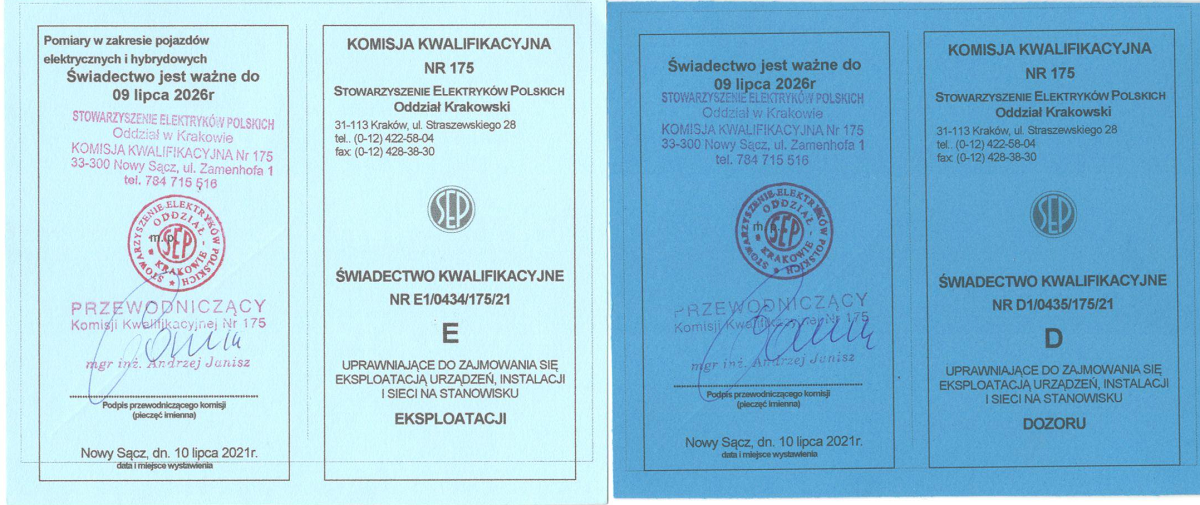 Pomiary w zakresie pojazdów
elektrycznych i hybrydowych
Świadectwo jest ważne do
09 lipca 2026r
STOWARZYSZENIE ELEKTRYKÓW POLSKICH
Oddział w Krakowie
KOMISJA KWALIFIKACYJNA Nr 175
33-300 Nowy Sącz, ul. Zamenhofa 1
tel. 784 715 516
STOWARZYSZENIE ELEKTRYKÓW POLSKICH
ODDZIAŁ
m. p.
SEP
KRAKOWIE
PRZEWODNICZĄCY
Komisji Kwalifikacyjnej Nr 175
mgr inż. Andrzej Janisz
Podpis przewodniczącego komisji
(pieczęć imienna)
Nowy Sącz, dn. 10 lipca 2021r.
data i miejsce wystawienia
KOMISJA KWALIFIKACYJNA
NR 175
STOWARZYSZENIE ELEKTRYKÓW POLSKICH
Oddział Krakowski
31-113 Kraków, ul. Straszewskiego 28
tel.. (0-12) 422-58-04
fax: (0-12) 428-38-30
SEP
ŚWIADECTWO KWALIFIKACYJNE
NR E1/0434/175/21
E
UPRAWNIAJĄCE DO ZAJMOWANIA SIĘ
EKSPLOATACJĄ URZĄDZEŃ, INSTALACJI
I SIECI NA STANOWISKU
EKSPLOATACJI
Świadectwo jest ważne do
09 lipca 2026r
STOWARZYSZENIE ELEKTRYKÓW POLSKICH
Oddział w Krakowie
KOMISJA KWALIFIKACYJNA Nr 175
33-300 Nowy Sącz, ul. Zamenhofa 1
tel. 784 715 516
STOWARZYSZENIE ELEKTRYKÓW POLSKICH
ODDZIAŁ
m. p.
SEP
KRAKOWIE
PRZEWODNICZĄCY
Komisji Kwalifikacyjnej Nr 175
mgr inż. Andrzej Janisz
Podpis przewodniczącego komisji
(pieczęć imienna)
Nowy Sącz, dn. 10 lipca 2021r.
data i miejsce wystawienia
KOMISJA KWALIFIKACYJNA
NR 175
STOWARZYSZENIE ELEKTRYKÓW POLSKICH
Oddział Krakowski
31-113 Kraków, ul. Straszewskiego 28
tel.. (0-12) 422-58-04
fax: (0-12) 428-38-30
SEP
ŚWIADECTWO KWALIFIKACYJNE
NR D1/0435/175/21
D
UPRAWNIAJĄCE DO ZAJMOWANIA SIĘ
EKSPLOATACJĄ URZĄDZEŃ, INSTALACJI
I SIECI NA STANOWISKU
DOZORU